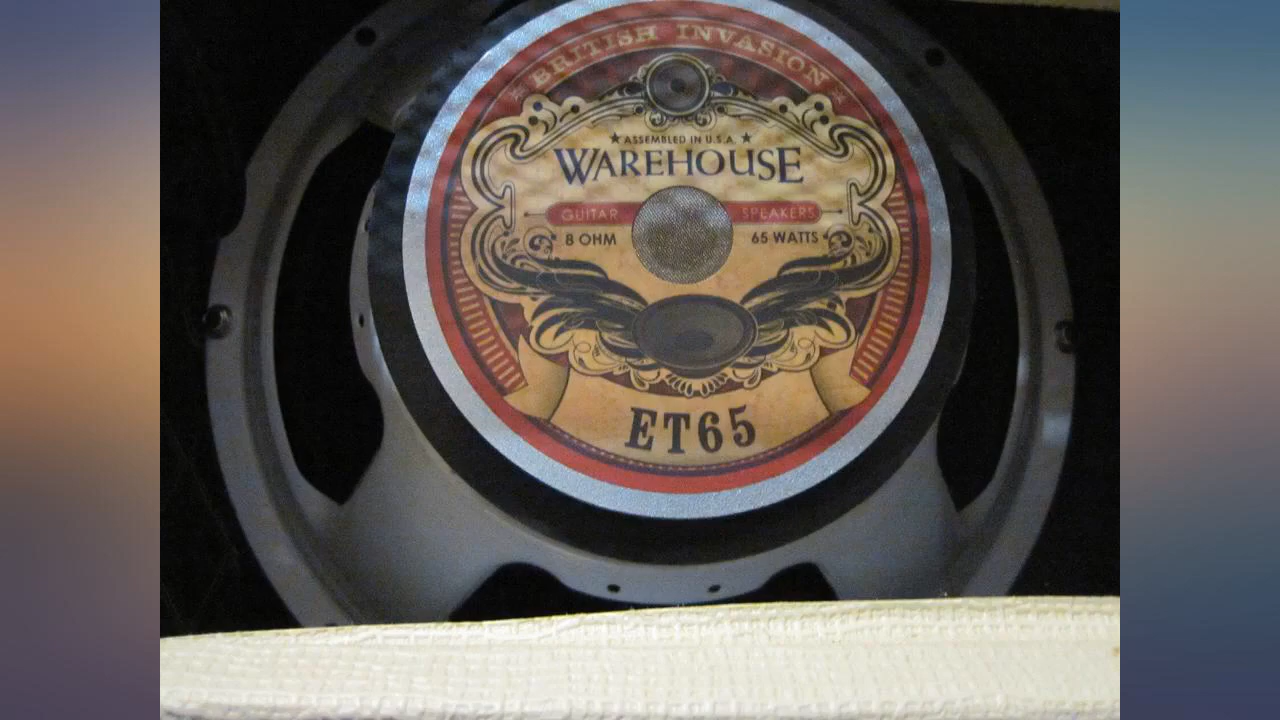 ★ BRITISH INVASION ★
★ ASSEMBLED IN U.S.A. ★
WAREHOUSE
GUITAR SPEAKERS
8 OHM 65 WATTS
ET65